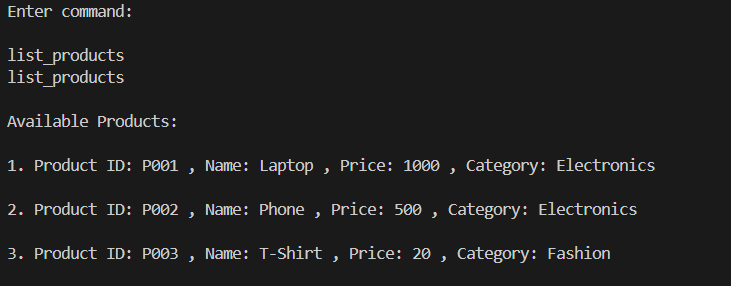 Enter command:
list_products
list_products
Available Products:
1. Product ID: P001 , Name: Laptop , Price: 1000 , Category: Electronics
2. Product ID: P002 , Name: Phone , Price: 500 , Category: Electronics
3. Product ID: P003 , Name: T-Shirt , Price: 20 , Category: Fashion